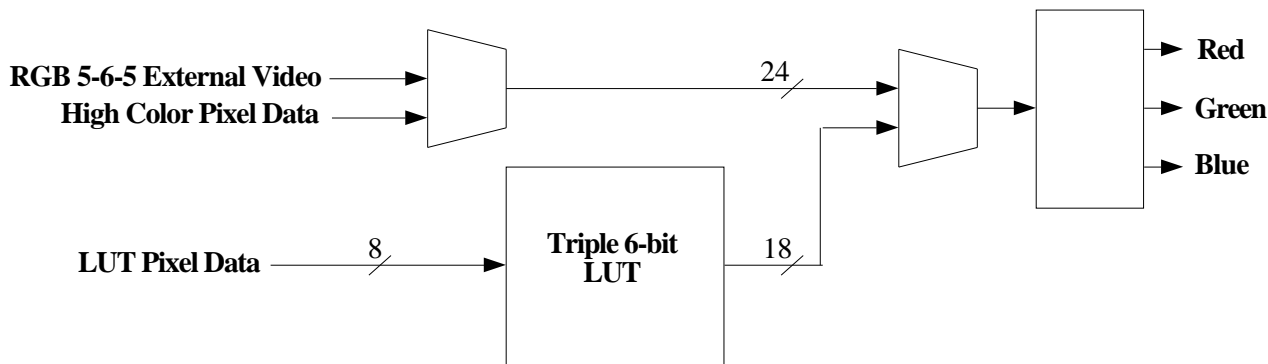 RGB 5-6-5 External Video
High Color Pixel Data
24
Red
Green
Blue
LUT Pixel Data
8
Triple 6-bit
LUT
18